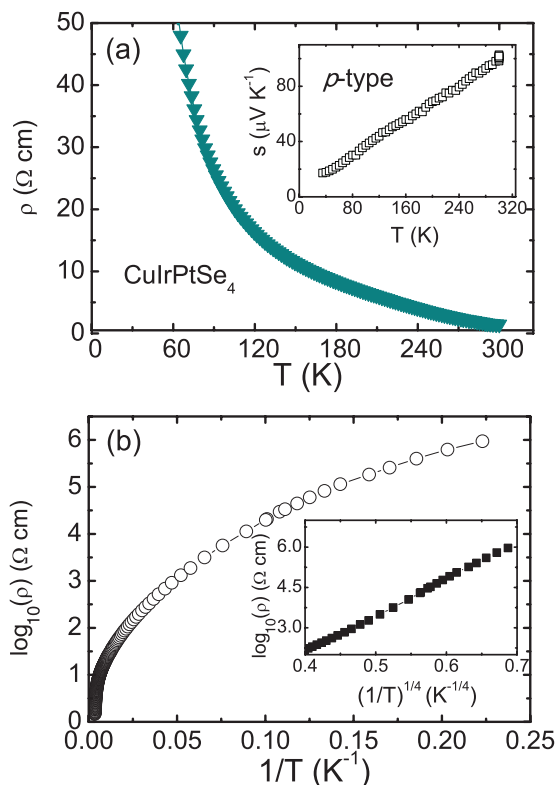 (a)
p-type
CuIrPtSe4
ρ (Ω cm)
50
40
30
20
10
0
0 60 120 180 240 300
T (K)
s (μV K-1)
100
60
20
0
0 80 160 240 320
T (K)
(b)
log10(ρ) (Ω cm)
6
5
4
3
2
1
0
0.00 0.05 0.10 0.15 0.20 0.25
1/T (K-1)
log10(ρ) (Ω cm)
6.0
4.5
3.0
0.4 0.5 0.6 0.7
(1/T)1/4 (K-1/4)